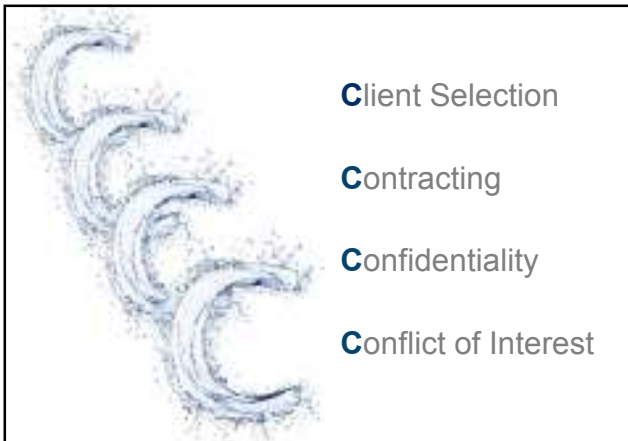 Client Selection
Contracting
Confidentiality
Conflict of Interest